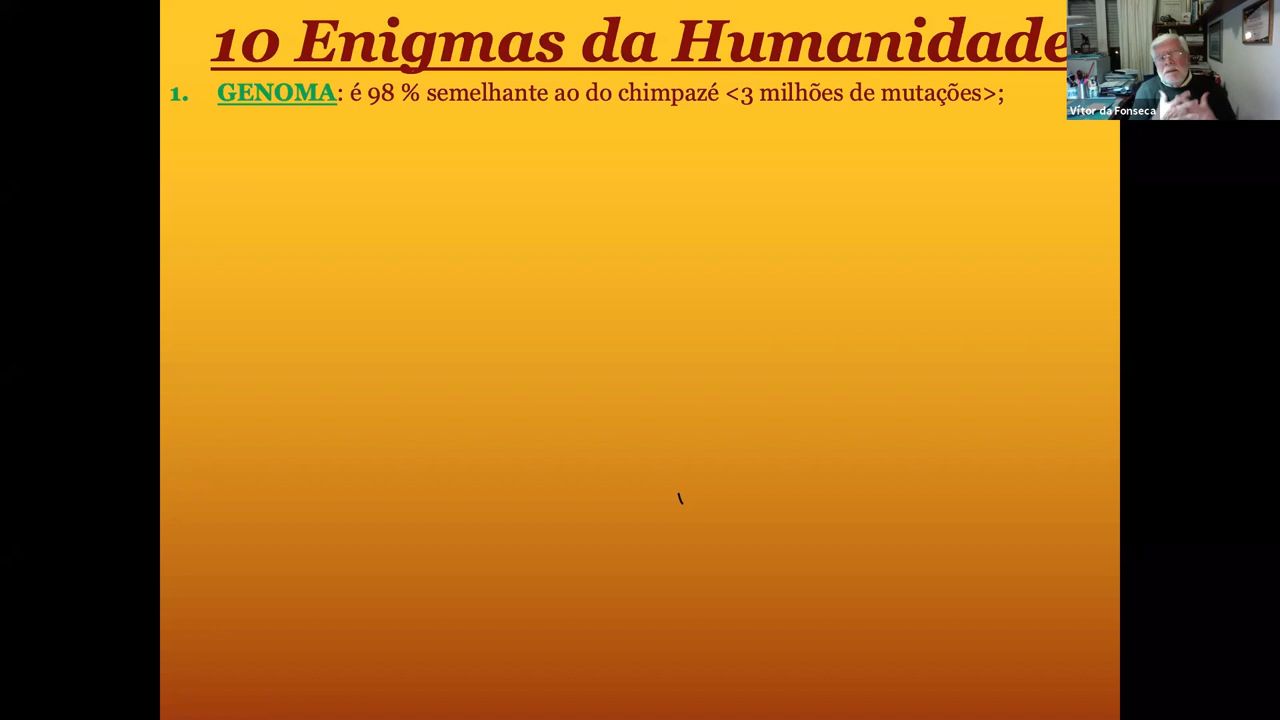 10 Enigmas da Humanidade
1. GENOMA: é 98 % semelhante ao do chimpazé <3 milhões de mutações>;
Vítor da Fonseca